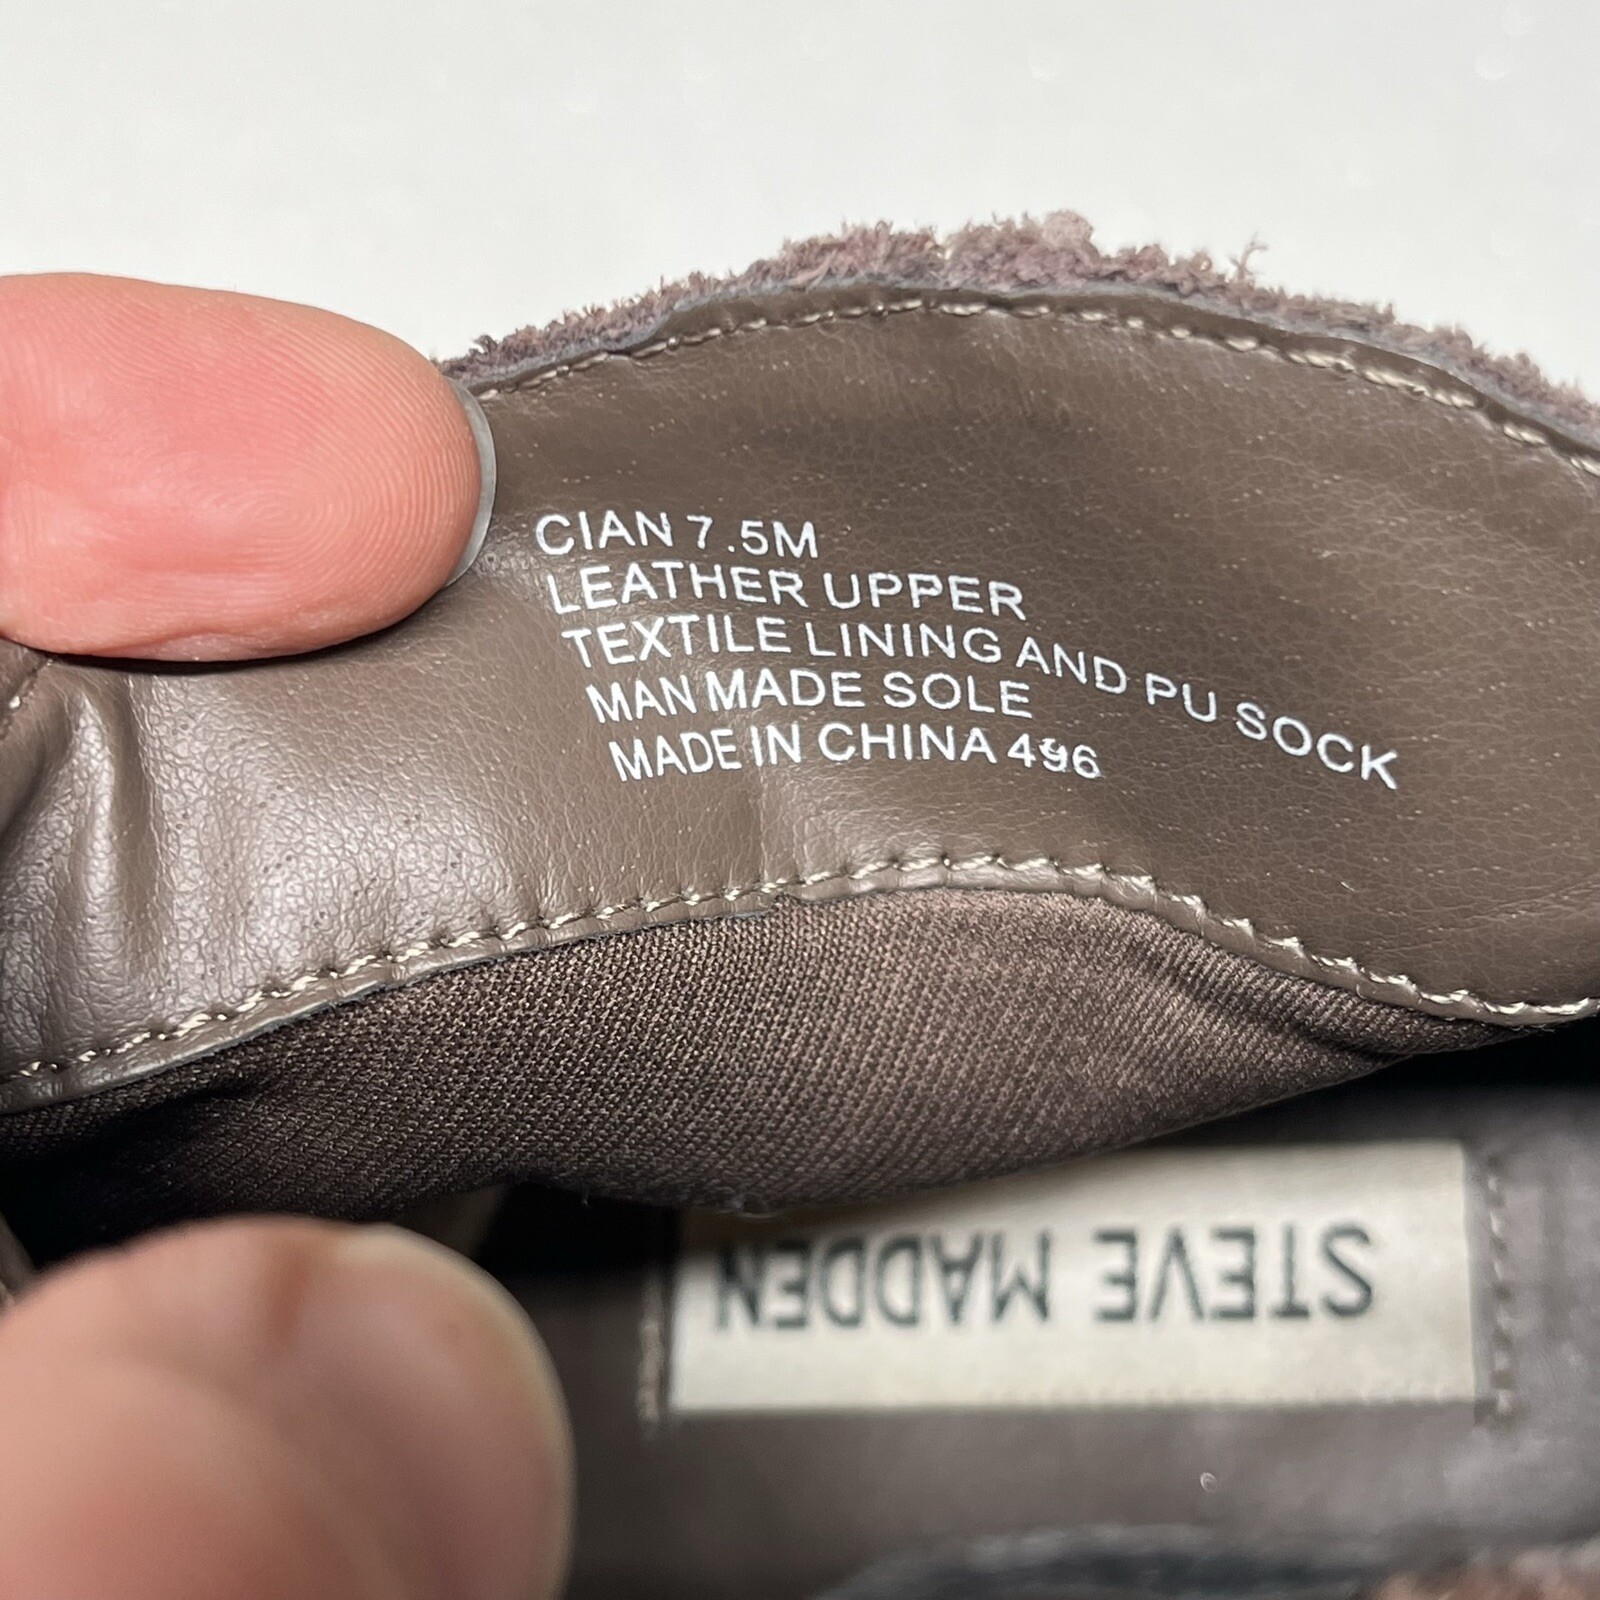 CIAN 7.5M
LEATHER UPPER
TEXTILE LINING AND PU SOCK
MAN MADE SOLE
MADE IN CHINA 496
STEVE MADDEN